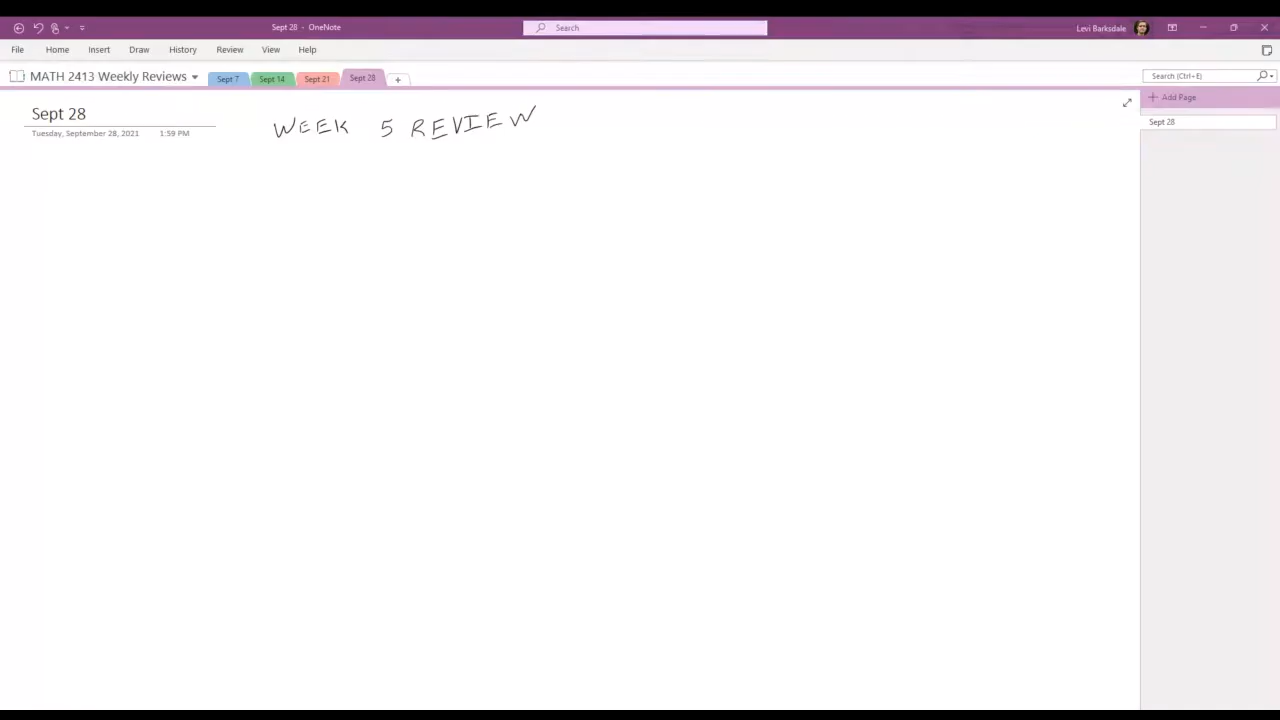 Sept 28 - OneNote
Search
Levi Barksdale
File Home Insert Draw History Review View Help
MATH 2413 Weekly Reviews Sept 7 Sept 14 Sept 21 Sept 28 +
Search (Ctrl+E)
Add Page
Sept 28
Sept 28
Tuesday, September 28, 2021 1:59 PM
WEEK 5 REVIEW